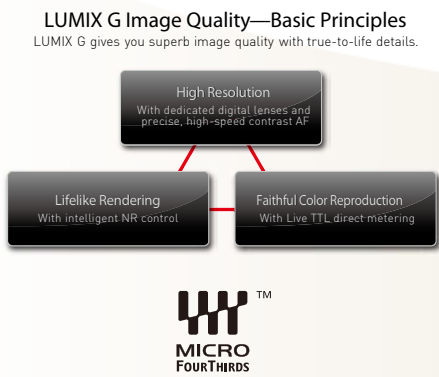 LUMIX G Image Quality—Basic Principles
LUMIX G gives you superb image quality with true-to-life details.
High Resolution
With dedicated digital lenses and
precise, high-speed contrast AF
Lifelike Rendering
With intelligent NR control
Faithful Color Reproduction
With Live TTL direct metering
TM
MICRO
FOURTHIRDS